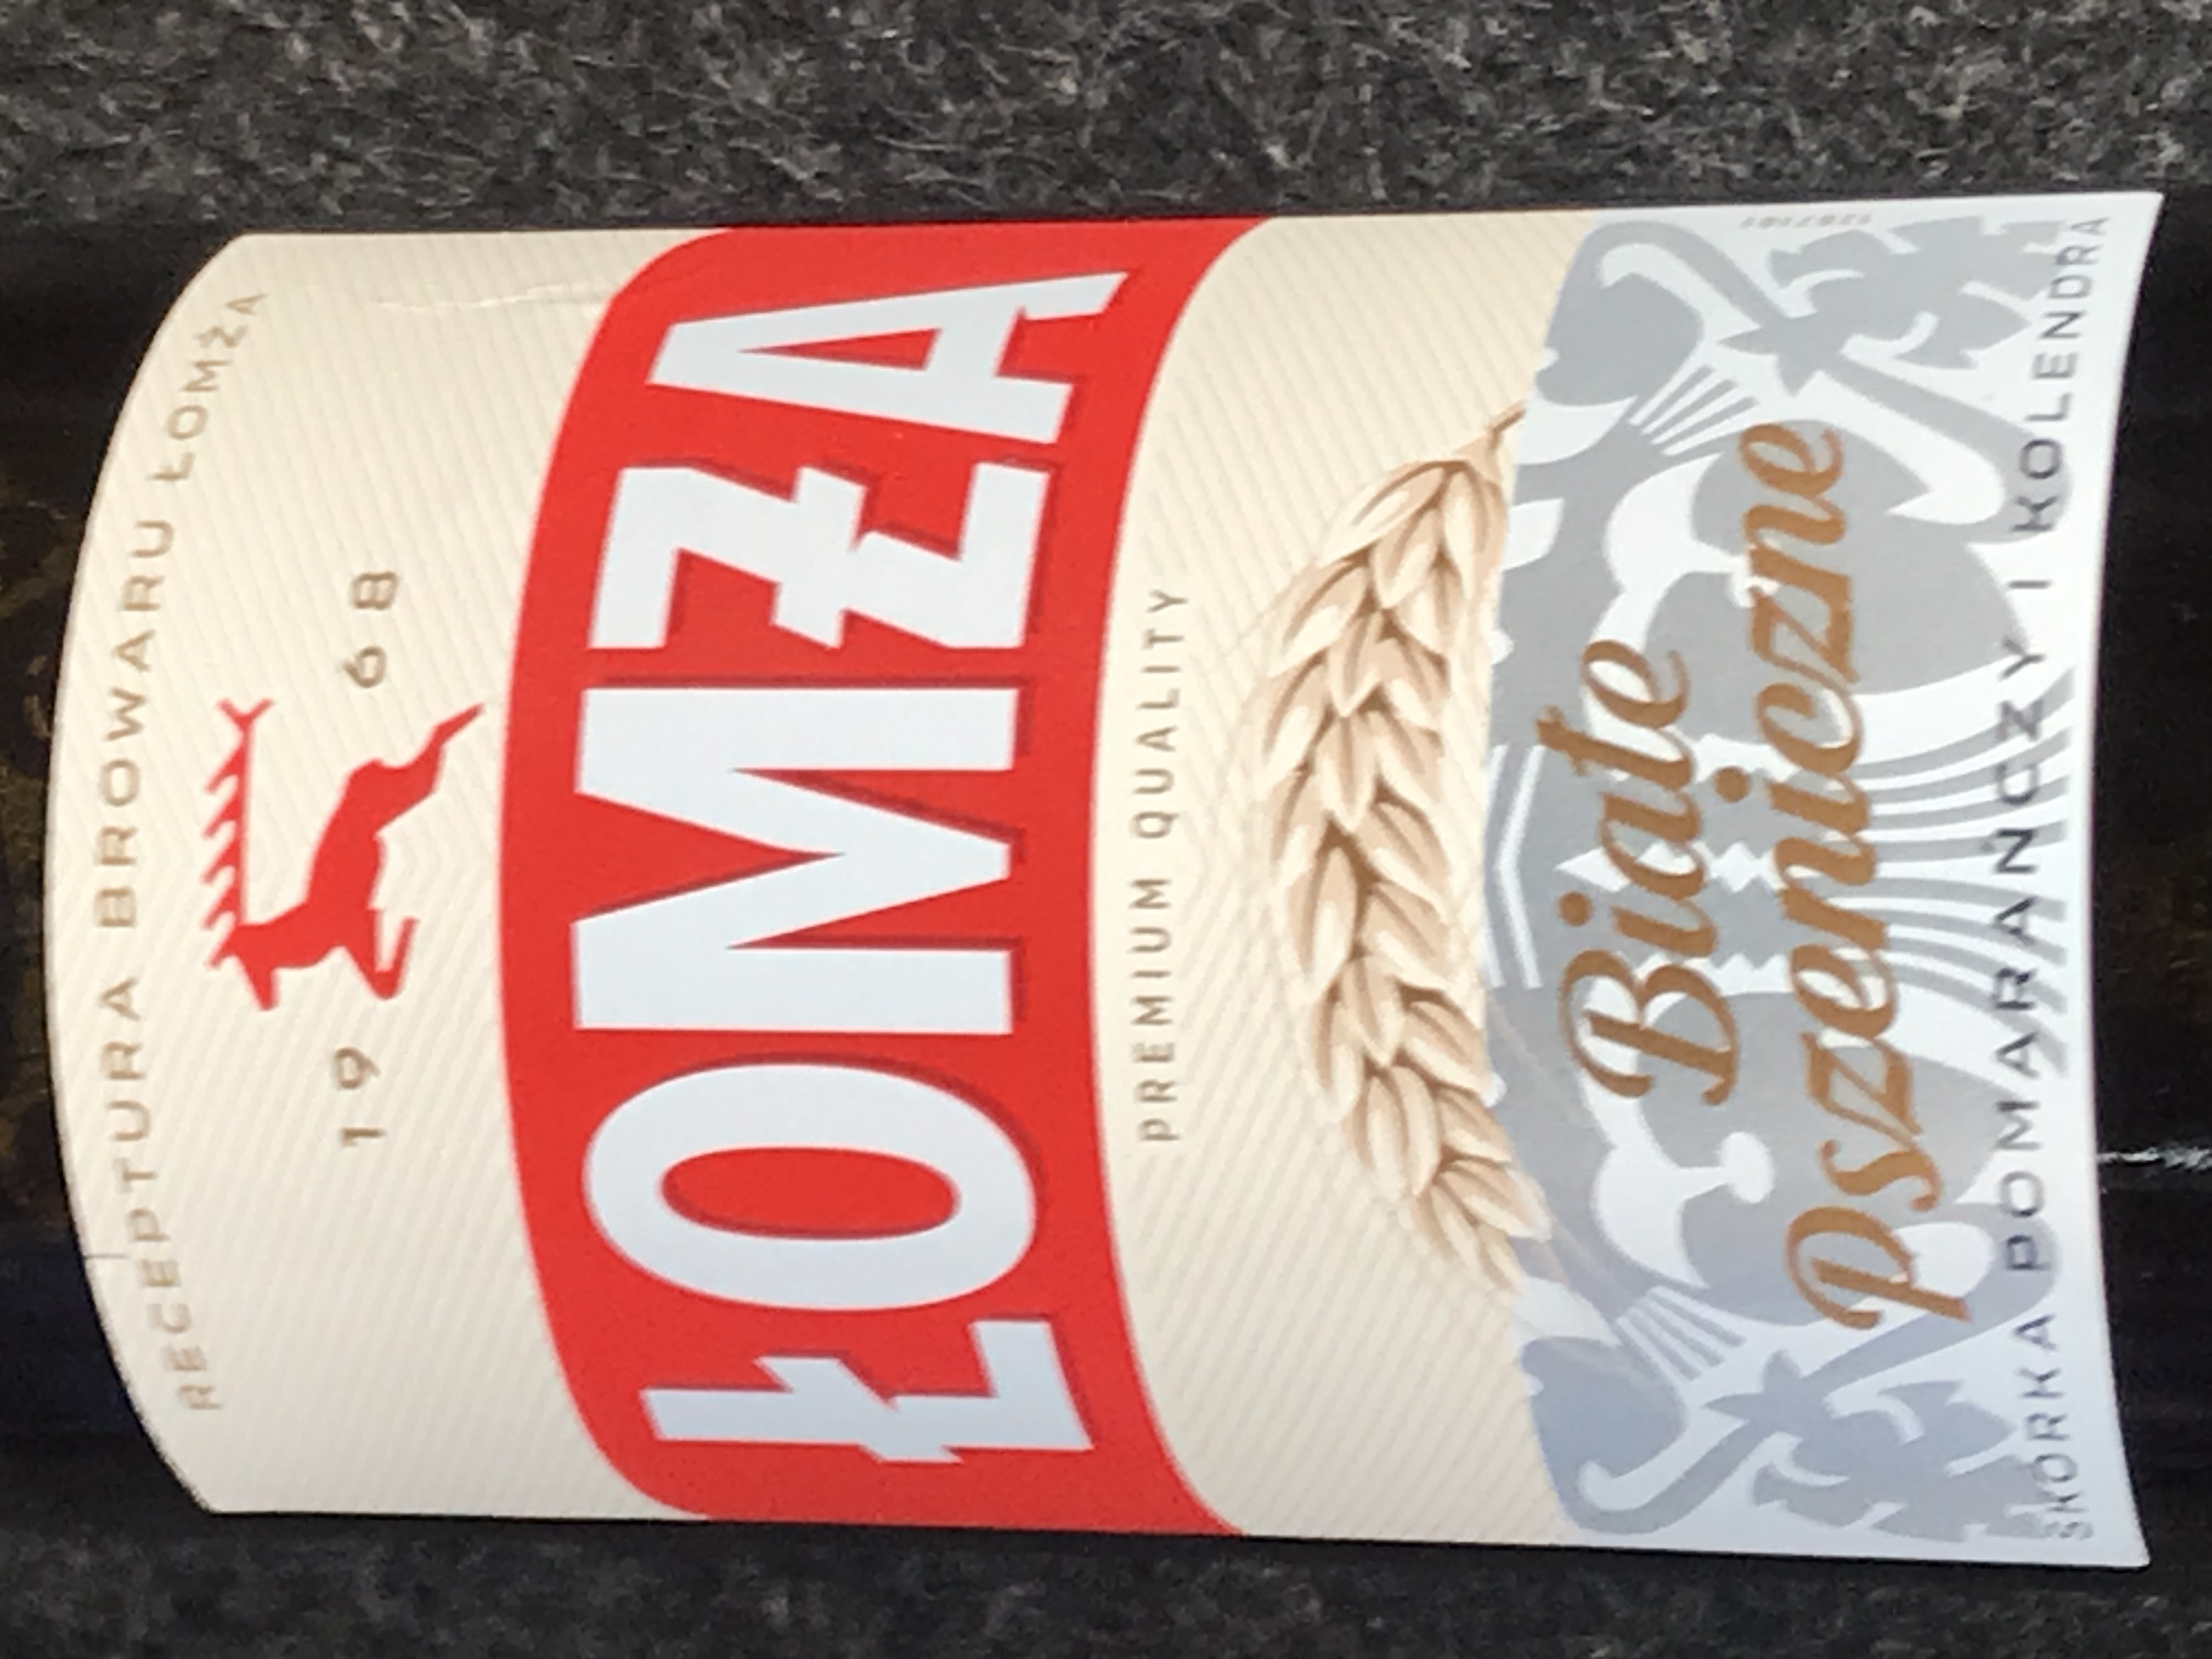 RECEPTURA BROWARU ŁOMŻA
19 68
ŁOMŻA
PREMIUM QUALITY
Białe
Pszeniczne
SKÓRKA POMARAŃCZY I KOLENDRA